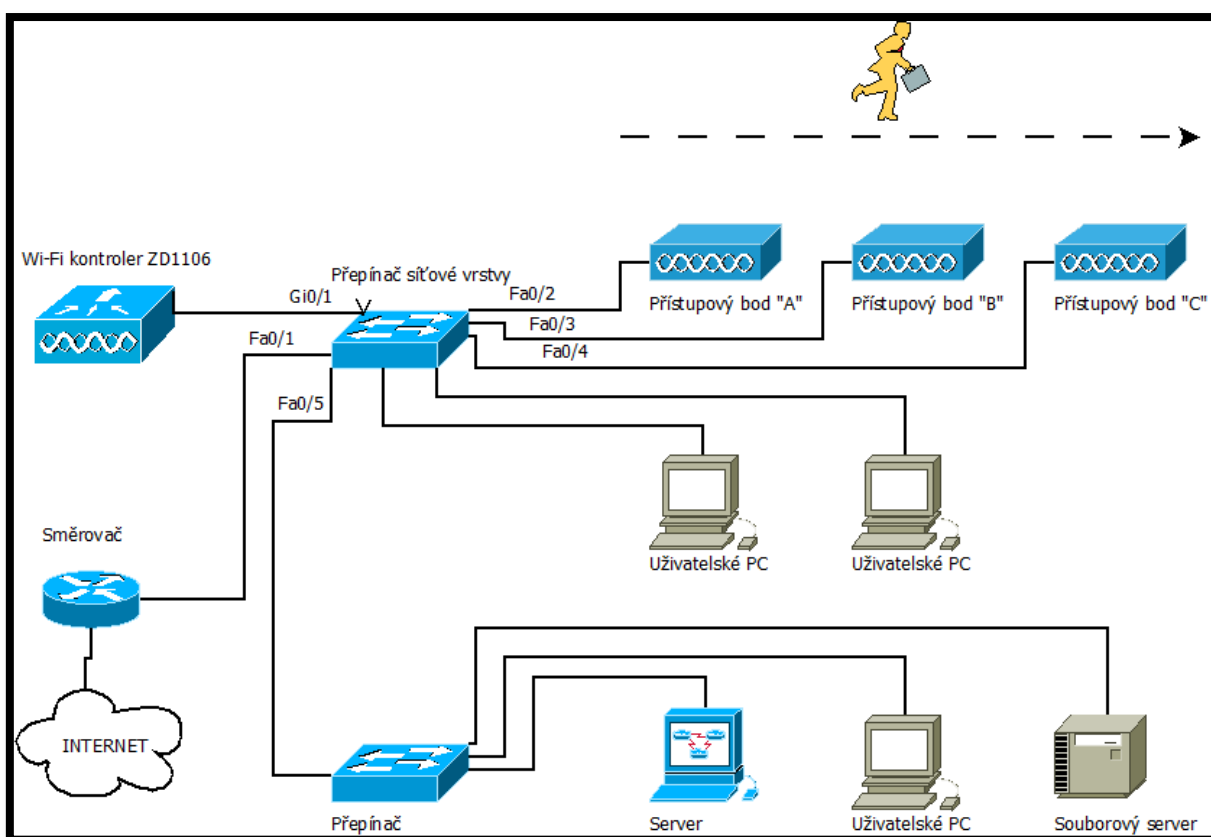 Wi-Fi kontroler ZD1106
Přepínač síťové vrstvy
Gi0/1
Fa0/2
Přístupový bod "A"
Přístupový bod "B"
Přístupový bod "C"
Fa0/3
Fa0/1
Fa0/4
Fa0/5
Směrovač
Uživatelské PC
Uživatelské PC
INTERNET
Přepínač
Server
Uživatelské PC
Souborový server